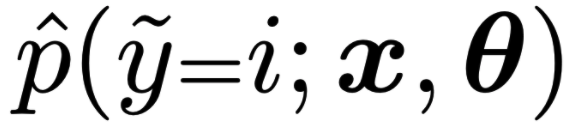 p̂(ỹ=i; 𝒙, 𝜽)